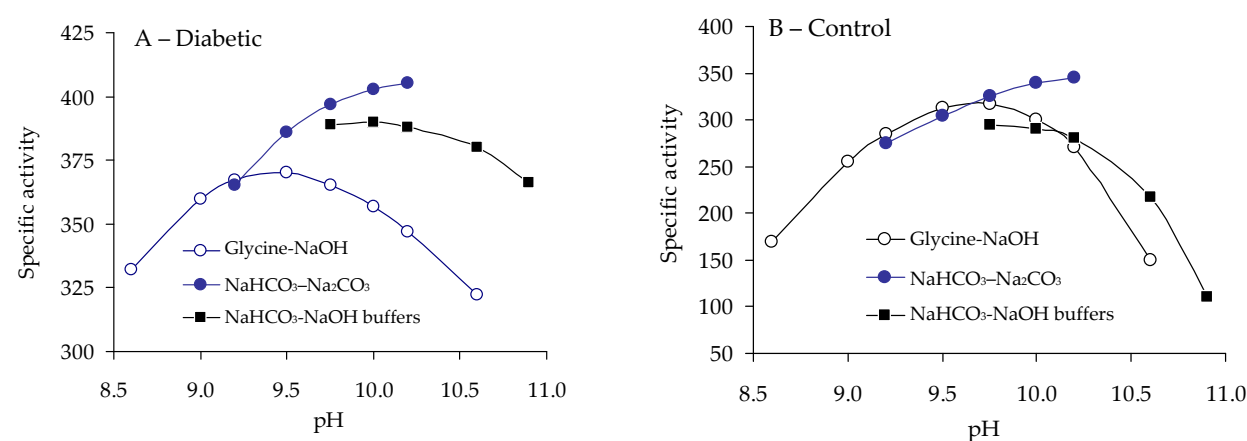 A – Diabetic
425
400
375
350
325
300
Specific activity
Glycine-NaOH
NaHCO₃–Na₂CO₃
NaHCO₃-NaOH buffers
8.5 9.0 9.5 10.0 10.5 11.0
pH
B – Control
400
350
300
250
200
150
100
50
Specific activity
Glycine-NaOH
NaHCO₃–Na₂CO₃
NaHCO₃-NaOH buffers
8.5 9.0 9.5 10.0 10.5 11.0
pH